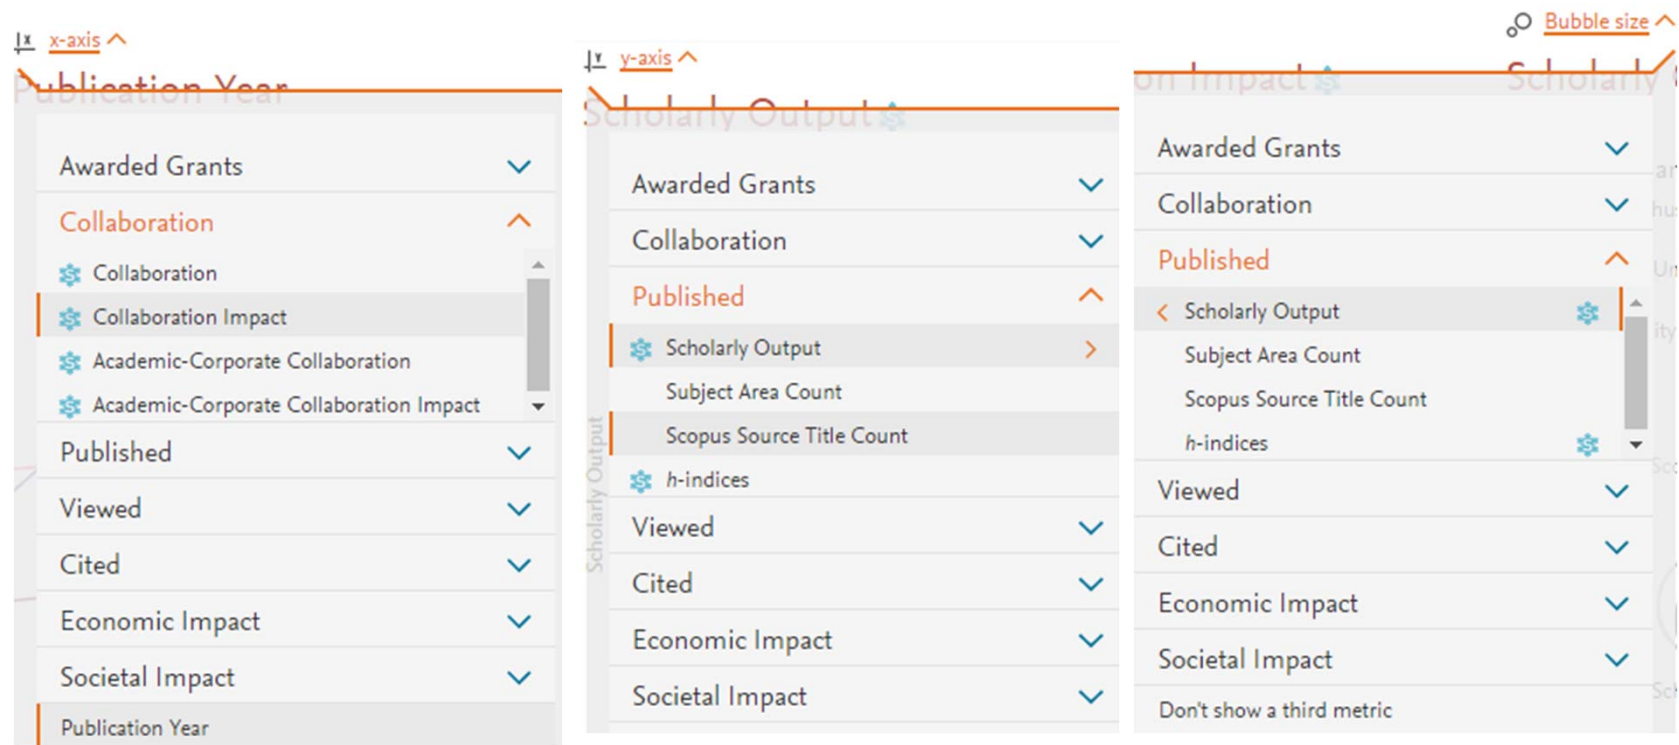 x-axis
Publication Year
Awarded Grants
Collaboration
Collaboration
Collaboration Impact
Academic-Corporate Collaboration
Academic-Corporate Collaboration Impact
Published
Viewed
Cited
Economic Impact
Societal Impact
Publication Year
y-axis
Scholarly Output
Awarded Grants
Collaboration
Published
Scholarly Output
Subject Area Count
Scopus Source Title Count
h-indices
Viewed
Cited
Economic Impact
Societal Impact
Scholarly Output
Bubble size
on Impact
Scholarly
Awarded Grants
Collaboration
Published
Scholarly Output
Subject Area Count
Scopus Source Title Count
h-indices
Viewed
Cited
Economic Impact
Societal Impact
Don't show a third metric